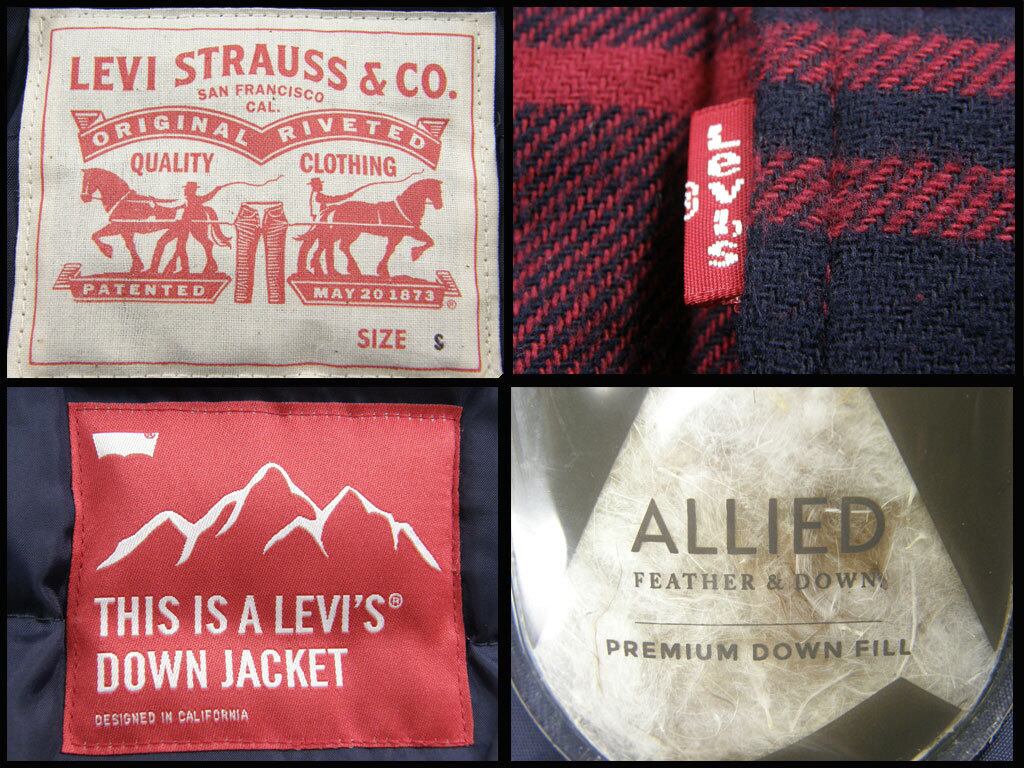 LEVI STRAUSS & CO.
SAN FRANCISCO
CAL.
ORIGINAL RIVETED
QUALITY CLOTHING
PATENTED
MAY 20 1873 ®
SIZE S
Levi's
®
®
THIS IS A LEVI'S®
DOWN JACKET
DESIGNED IN CALIFORNIA
ALLIED
FEATHER & DOWN
PREMIUM DOWN FILL